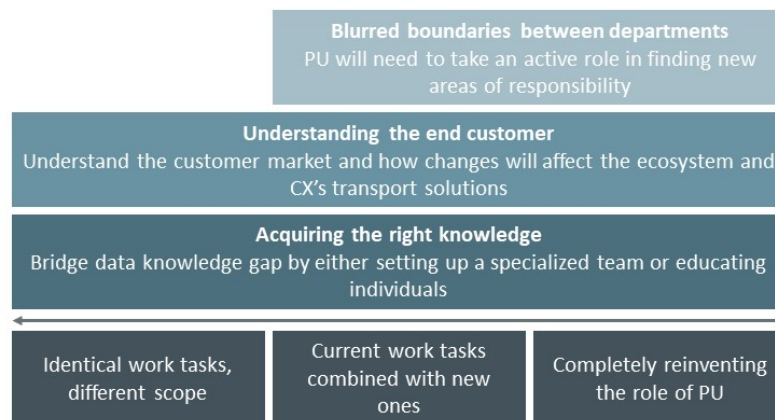 Blurred boundaries between departments
PU will need to take an active role in finding new
areas of responsibility
Understanding the end customer
Understand the customer market and how changes will affect the ecosystem and
CX's transport solutions
Acquiring the right knowledge
Bridge data knowledge gap by either setting up a specialized team or educating
individuals
Identical work tasks,
different scope
Current work tasks
combined with new
ones
Completely reinventing
the role of PU